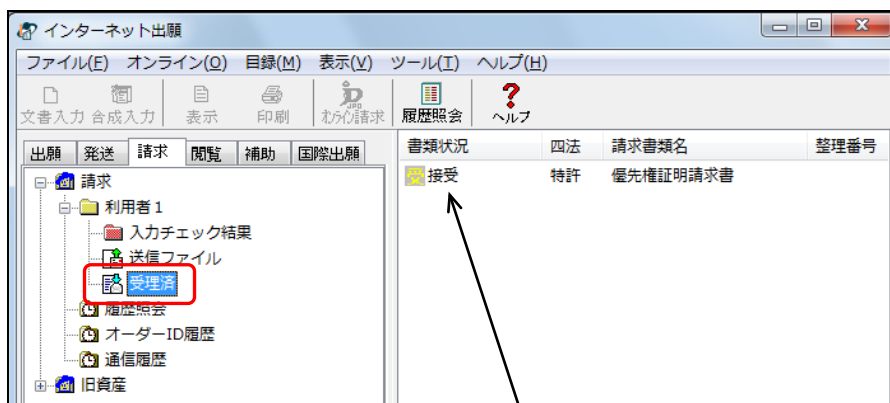 インターネット出願
ファイル(F) オンライン(O) 目録(M) 表示(V) ツール(T) ヘルプ(H)
文書入力 合成入力 表示 印刷 オンライン請求 履歴照会 ヘルプ
出願 発送 請求 閲覧 補助 国際出願
書類状況 四法 請求書類名 整理番号
請求
受 接受 特許 優先権証明請求書
利用者1
入力チェック結果
送信ファイル
受理済
履歴照会
オーダーID履歴
通信履歴
旧資産